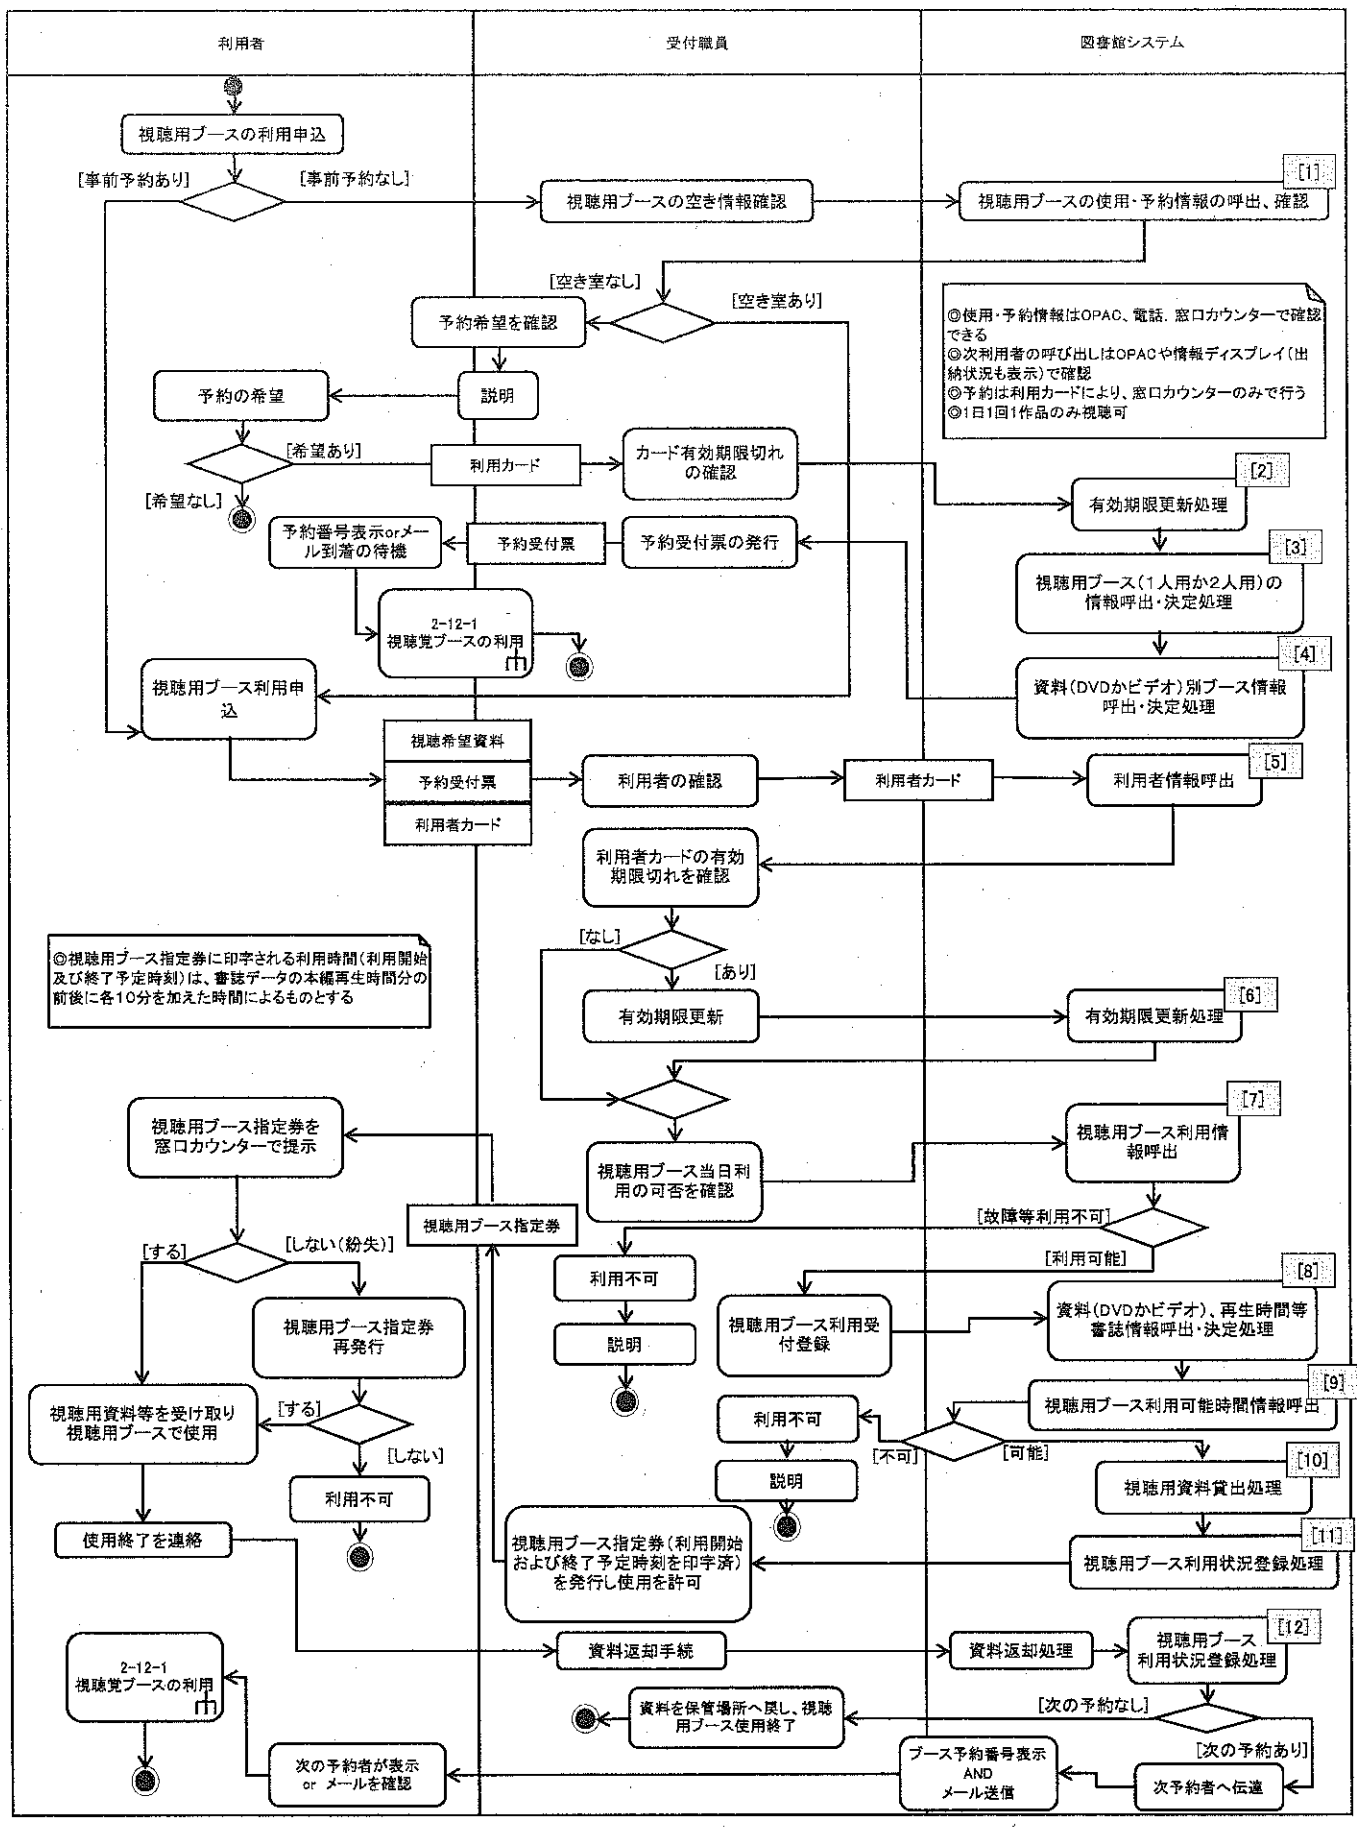 利用者
受付職員
図書館システム
視聴用ブースの利用申込
[事前予約あり]
[事前予約なし]
視聴用ブースの空き情報確認
[1]
視聴用ブースの使用・予約情報の呼出、確認
[空き室なし]
[空き室あり]
予約希望を確認
◎使用・予約情報はOPAC、電話、窓口カウンターで確認
できる
◎次利用者の呼び出しはOPACや情報ディスプレイ(出
納状況も表示)で確認
◎予約は利用カードにより、窓口カウンターのみで行う
◎1日1回1作品のみ視聴可
予約の希望
説明
[希望あり]
利用カード
カード有効期限切れ
の確認
[2]
有効期限更新処理
[希望なし]
予約番号表示orメー
ル到着の待機
予約受付票
予約受付票の発行
[3]
視聴用ブース(1人用か2人用)の
情報呼出・決定処理
2-12-1
視聴覚ブースの利用
[4]
資料(DVDかビデオ)別ブース情報
呼出・決定処理
視聴用ブース利用申
込
視聴希望資料
予約受付票
利用者カード
利用者の確認
利用者カード
[5]
利用者情報呼出
利用者カードの有効
期限切れを確認
[なし]
[あり]
◎視聴用ブース指定券に印字される利用時間(利用開始
及び終了予定時刻)は、書誌データの本編再生時間分の
前後に各10分を加えた時間によるものとする
有効期限更新
[6]
有効期限更新処理
[7]
視聴用ブース利用情
報呼出
視聴用ブース指定券を
窓口カウンターで提示
視聴用ブース当日利
用の可否を確認
視聴用ブース指定券
[故障等利用不可]
[利用可能]
[する]
[しない(紛失)]
利用不可
[8]
資料(DVDかビデオ)、再生時間等
書誌情報呼出・決定処理
視聴用ブース指定券
再発行
説明
視聴用ブース利用受
付登録
[9]
視聴用ブース利用可能時間情報呼出
視聴用資料等を受け取り
視聴用ブースで使用
[する]
[しない]
利用不可
[不可]
[可能]
[10]
視聴用資料貸出処理
利用不可
説明
使用終了を連絡
視聴用ブース指定券(利用開始
および終了予定時刻を印字済)
を発行し使用を許可
[11]
視聴用ブース利用状況登録処理
資料返却手続
資料返却処理
[12]
視聴用ブース
利用状況登録処理
2-12-1
視聴覚ブースの利用
資料を保管場所へ戻し、視聴
用ブース使用終了
[次の予約なし]
[次の予約あり]
次の予約者が表示
or メールを確認
ブース予約番号表示
AND
メール送信
次予約者へ伝達